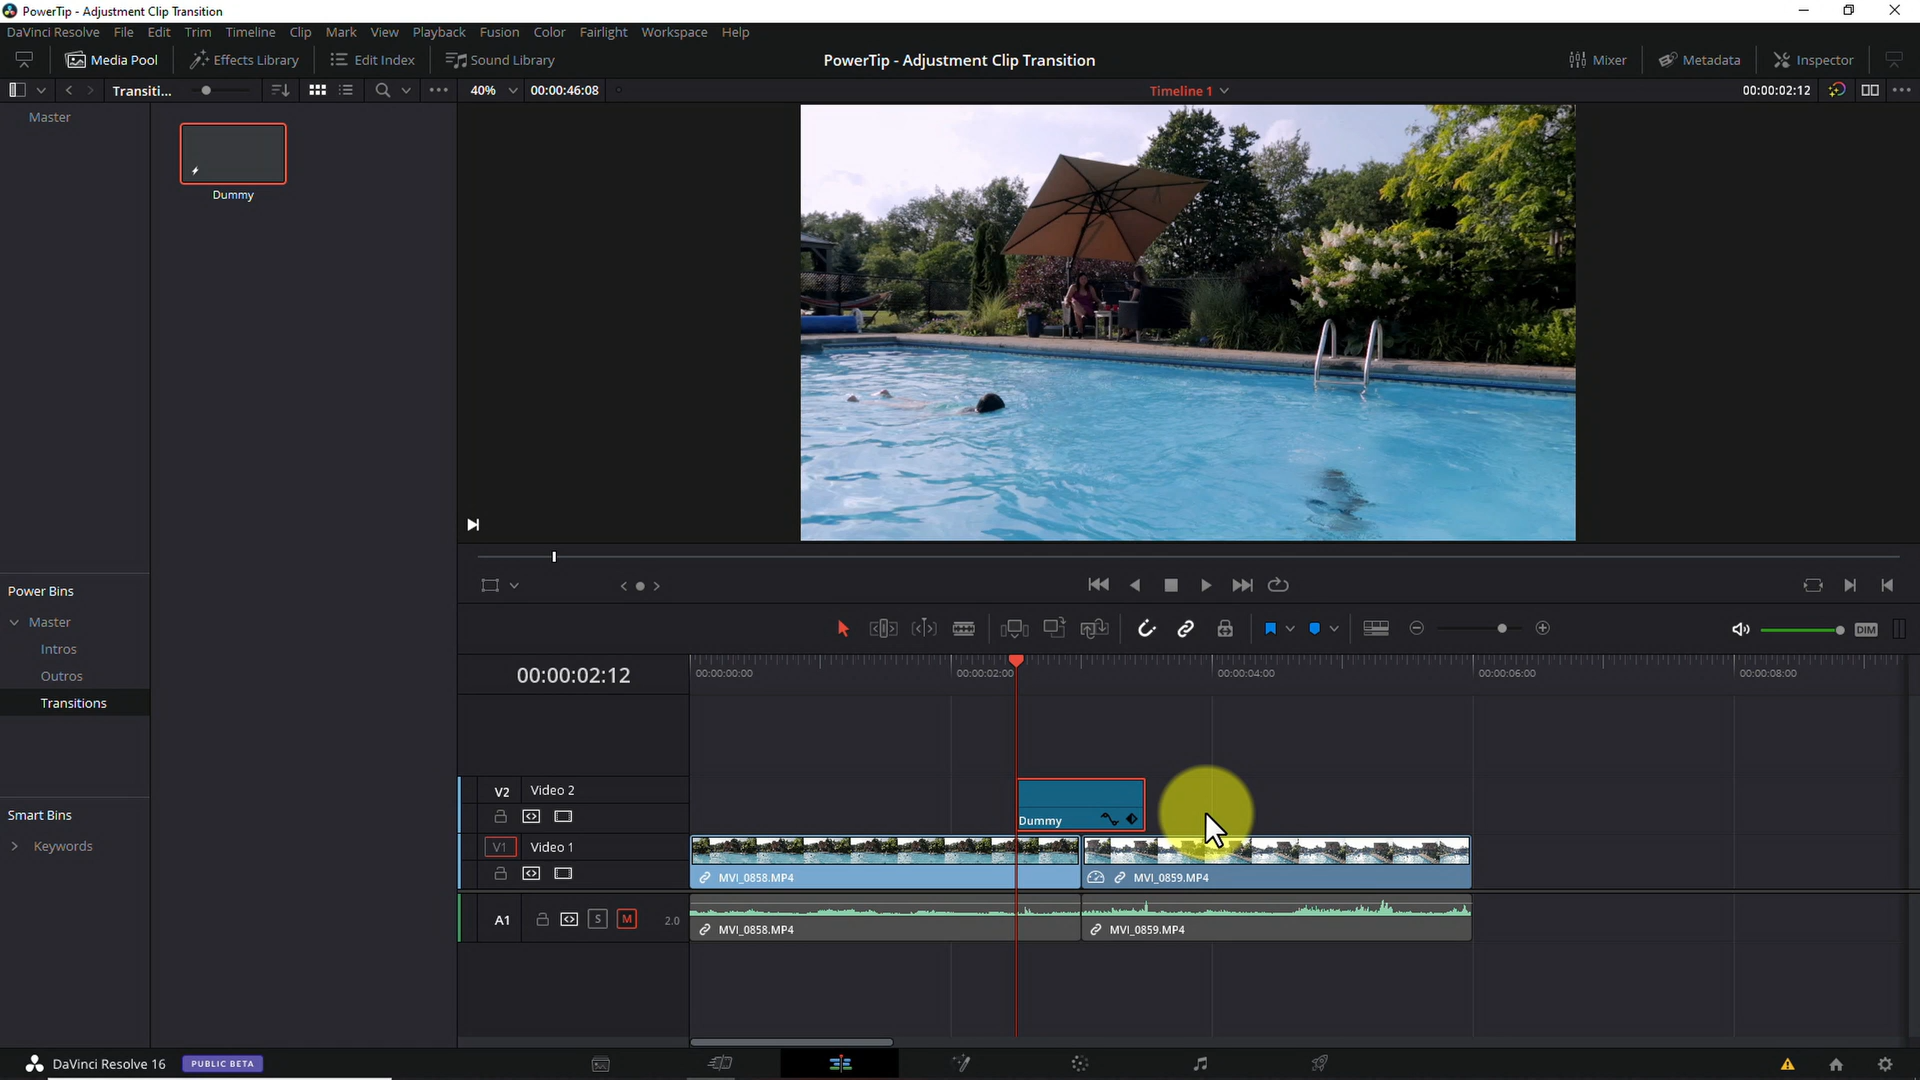 PowerTip - Adjustment Clip Transition
DaVinci Resolve File Edit Trim Timeline Clip Mark View Playback Fusion Color Fairlight Workspace Help
Media Pool Effects Library Edit Index Sound Library PowerTip - Adjustment Clip Transition Mixer Metadata Inspector
Transiti... 40% 00:00:46:08 Timeline 1 00:00:02:12
Master
Dummy
Power Bins
Master
Intros
Outros
Transitions
Smart Bins
Keywords
DIM
00:00:02:12 00:00:00:00 00:00:02:00 00:00:04:00 00:00:06:00 00:00:08:00
V2 Video 2
Dummy
V1 Video 1
MVI_0858.MP4 MVI_0859.MP4
A1 S M 2.0
MVI_0858.MP4 MVI_0859.MP4
DaVinci Resolve 16 PUBLIC BETA